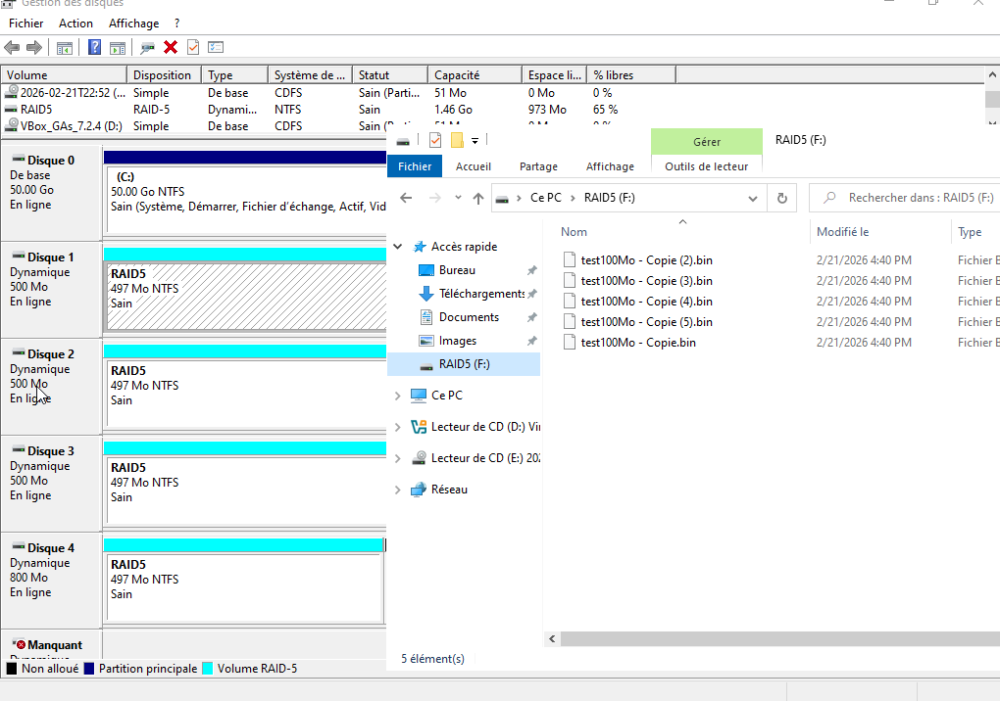 Gestion des disques
Fichier Action Affichage ?
Volume Disposition Type Système de ... Statut Capacité Espace li... % libres
2026-02-21T22:52 (... Simple De base CDFS Sain (Parti... 51 Mo 0 Mo 0 %
RAID5 RAID-5 Dynami... NTFS Sain 1.46 Go 973 Mo 65 %
VBox_GAs_7.2.4 (D:) Simple De base CDFS Sain (Parti... 51 Mo 0 Mo 0 %
Disque 0
De base
50.00 Go
En ligne
(C:)
50.00 Go NTFS
Sain (Système, Démarrer, Fichier d'échange, Actif, Vid
Disque 1
Dynamique
500 Mo
En ligne
RAID5
497 Mo NTFS
Sain
Disque 2
Dynamique
500 Mo
En ligne
RAID5
497 Mo NTFS
Sain
Disque 3
Dynamique
500 Mo
En ligne
RAID5
497 Mo NTFS
Sain
Disque 4
Dynamique
800 Mo
En ligne
RAID5
497 Mo NTFS
Sain
Manquant
Dynamique
Non alloué Partition principale Volume RAID-5
Gérer RAID5 (F:)
Fichier Accueil Partage Affichage Outils de lecteur
Ce PC RAID5 (F:)
Rechercher dans : RAID5 (F:)
Accès rapide
Bureau
Téléchargements
Documents
Images
RAID5 (F:)
Ce PC
Lecteur de CD (D:) Vir
Lecteur de CD (E:) 202
Réseau
Nom Modifié le Type
test100Mo - Copie (2).bin 2/21/2026 4:40 PM Fichier B
test100Mo - Copie (3).bin 2/21/2026 4:40 PM Fichier B
test100Mo - Copie (4).bin 2/21/2026 4:40 PM Fichier B
test100Mo - Copie (5).bin 2/21/2026 4:40 PM Fichier B
test100Mo - Copie.bin 2/21/2026 4:40 PM Fichier B
5 élément(s)